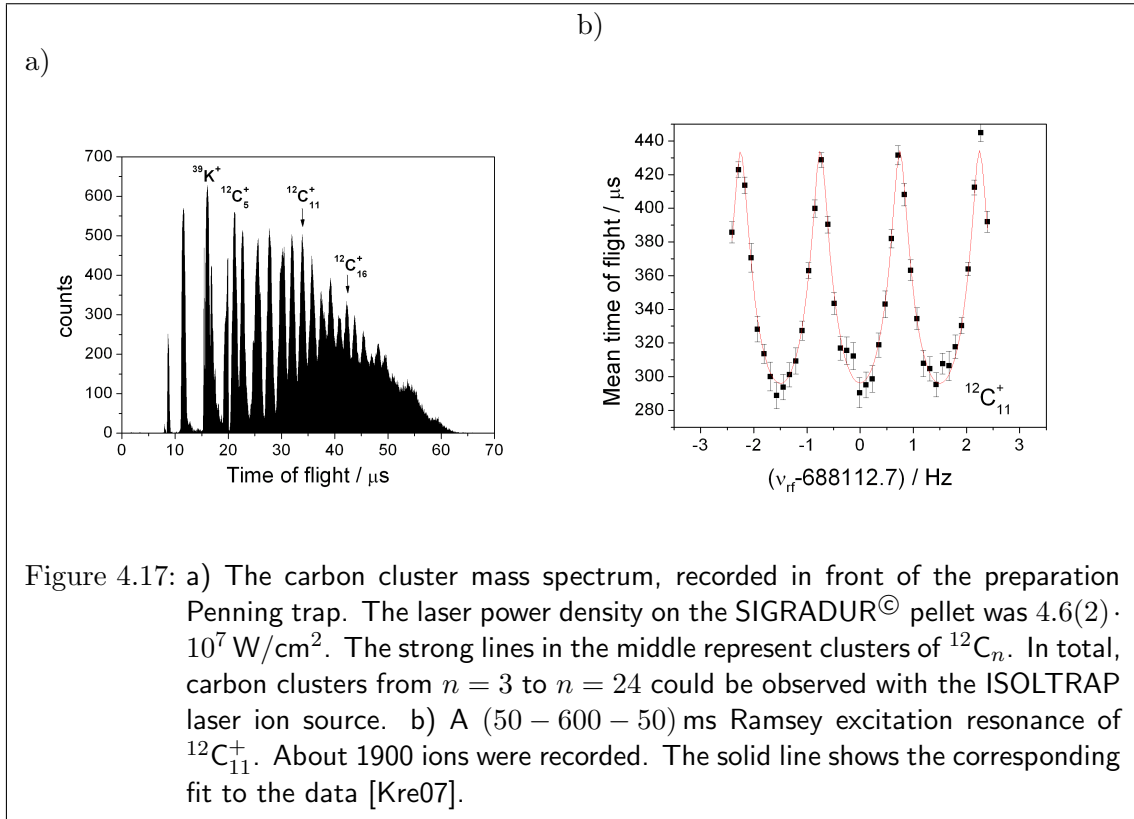 b)
a)
700
600
500
400
300
200
100
0
counts
³⁹K⁺
¹²C₅⁺
¹²C₁₁⁺
¹²C₁₆⁺
0 10 20 30 40 50 60 70
Time of flight / μs
440
420
400
380
360
340
320
300
280
Mean time of flight / μs
¹²C₁₁⁺
-3 -2 -1 0 1 2 3
(νrf-688112.7) / Hz
Figure 4.17: a) The carbon cluster mass spectrum, recorded in front of the preparation
Penning trap. The laser power density on the SIGRADUR© pellet was 4.6(2)·
10⁷ W/cm². The strong lines in the middle represent clusters of ¹²Cₙ. In total,
carbon clusters from n = 3 to n = 24 could be observed with the ISOLTRAP
laser ion source. b) A (50 − 600 − 50) ms Ramsey excitation resonance of
¹²C₁₁⁺. About 1900 ions were recorded. The solid line shows the corresponding
fit to the data [Kre07].